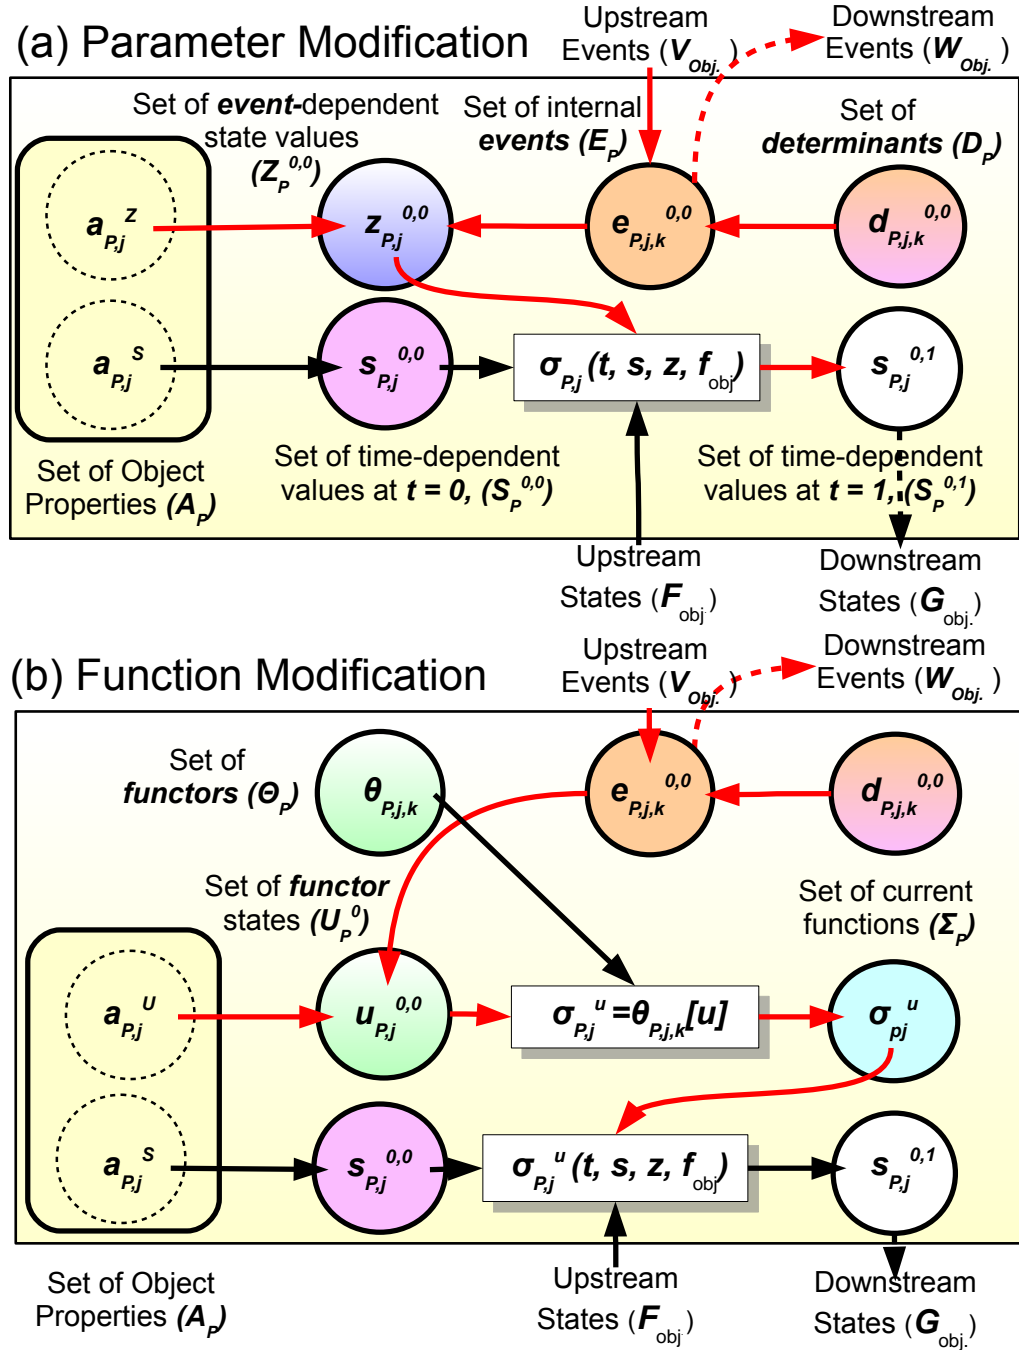 (a) Parameter Modification
Upstream
Events (V_Obj.)
Downstream
Events (W_Obj.)
Set of event-dependent
state values
(Z_P^0,0)
Set of internal
events (E_P)
Set of
determinants (D_P)
a_P,j^Z
z_P,j^0,0
e_P,j,k^0,0
d_P,j,k^0,0
a_P,j^S
s_P,j^0,0
σ_P,j (t, s, z, f_obj)
s_P,j^0,1
Set of Object
Properties (A_P)
Set of time-dependent
values at t = 0, (S_P^0,0)
Set of time-dependent
values at t = 1, (S_P^0,1)
Upstream
States (F_obj.)
Downstream
States (G_obj.)
(b) Function Modification
Upstream
Events (V_Obj.)
Downstream
Events (W_Obj.)
Set of
functors (Θ_P)
θ_P,j,k
e_P,j,k^0,0
d_P,j,k^0,0
Set of functor
states (U_P^0)
Set of current
functions (Σ_P)
a_P,j^U
u_P,j^0,0
σ_P,j^u=θ_P,j,k[u]
σ_pj^u
a_P,j^S
s_P,j^0,0
σ_P,j^u (t, s, z, f_obj)
s_P,j^0,1
Set of Object
Properties (A_P)
Upstream
States (F_obj.)
Downstream
States (G_obj.)